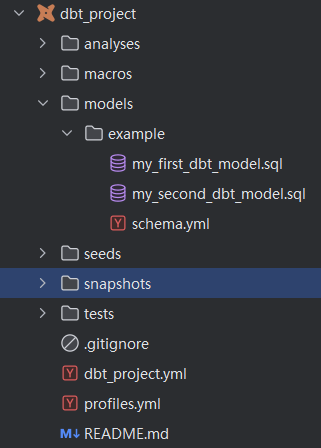 dbt_project
analyses
macros
models
example
my_first_dbt_model.sql
my_second_dbt_model.sql
Y schema.yml
seeds
snapshots
tests
.gitignore
Y dbt_project.yml
Y profiles.yml
M↓ README.md